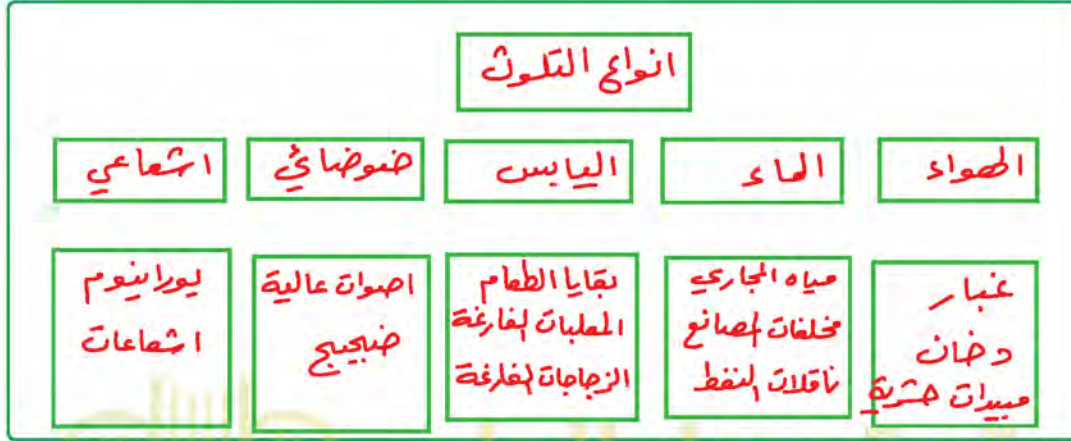 انواع التلوث
الهواء
الماء
اليابس
ضوضائي
اشعاعي
غبار
دخان
مبيدات حشرية
مياه المجاري
مخلفات المصانع
ناقلات النفط
بقايا الطعام
المعلبات الفارغة
الزجاجات الفارغة
اصوات عالية
ضجيج
يورانيوم
اشعاعات